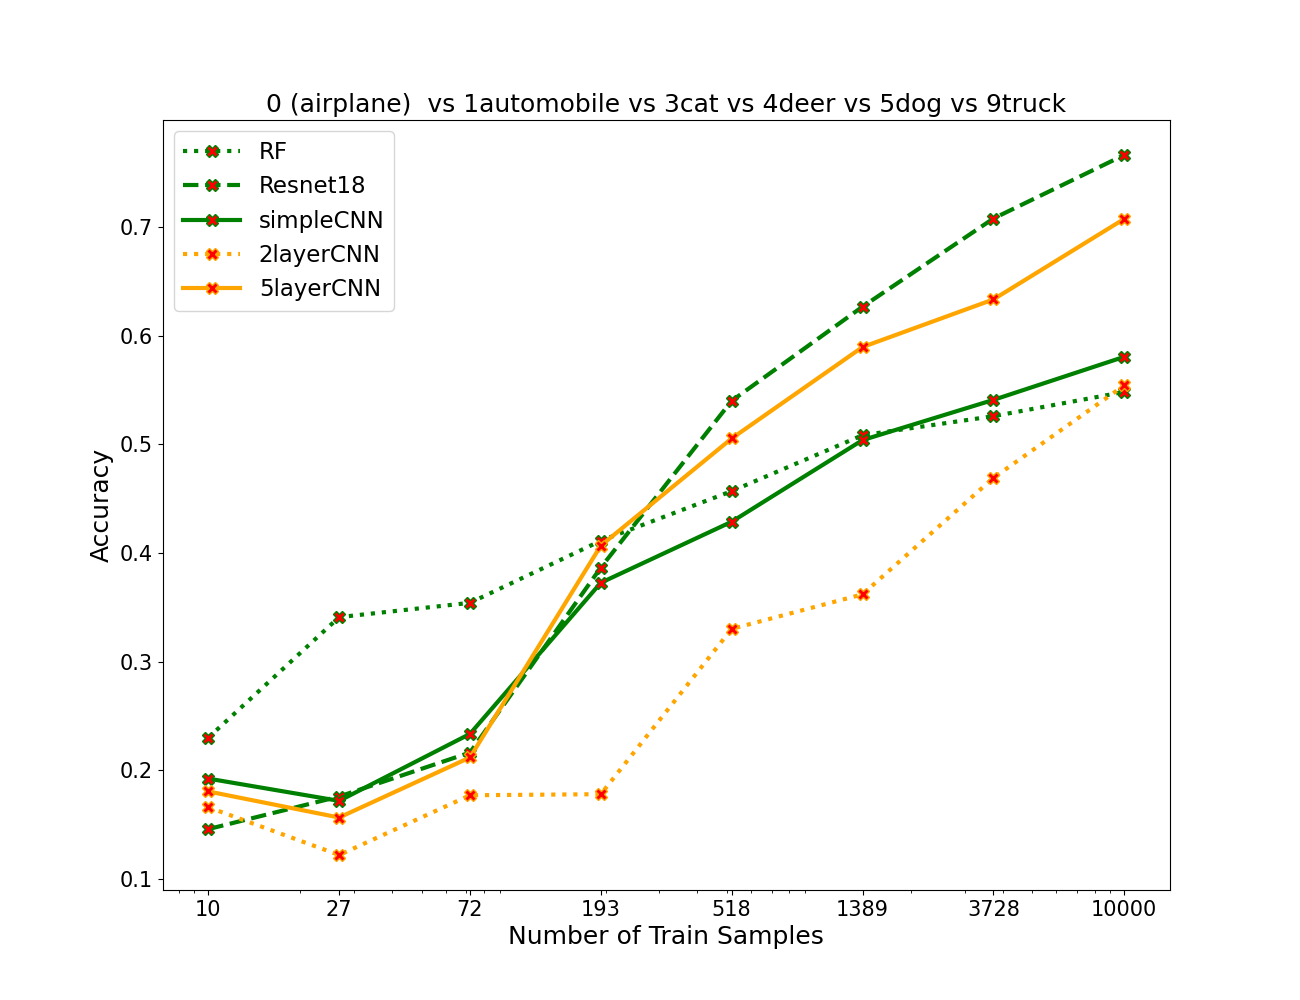 0 (airplane)  vs 1automobile vs 3cat vs 4deer vs 5dog vs 9truck
RF
Resnet18
simpleCNN
2layerCNN
5layerCNN
Accuracy
0.7
0.6
0.5
0.4
0.3
0.2
0.1
10 27 72 193 518 1389 3728 10000
Number of Train Samples